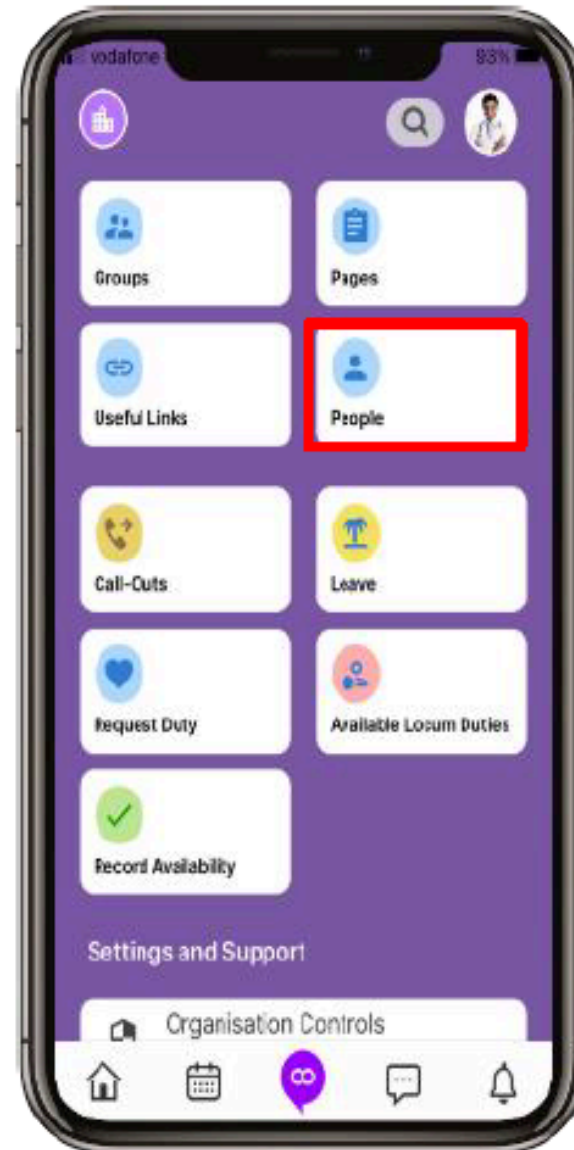 vodafone
93%
Groups
Pages
Useful Links
People
Call-Outs
Leave
Request Duty
Available Locum Duties
Record Availability
Settings and Support
Organisation Controls